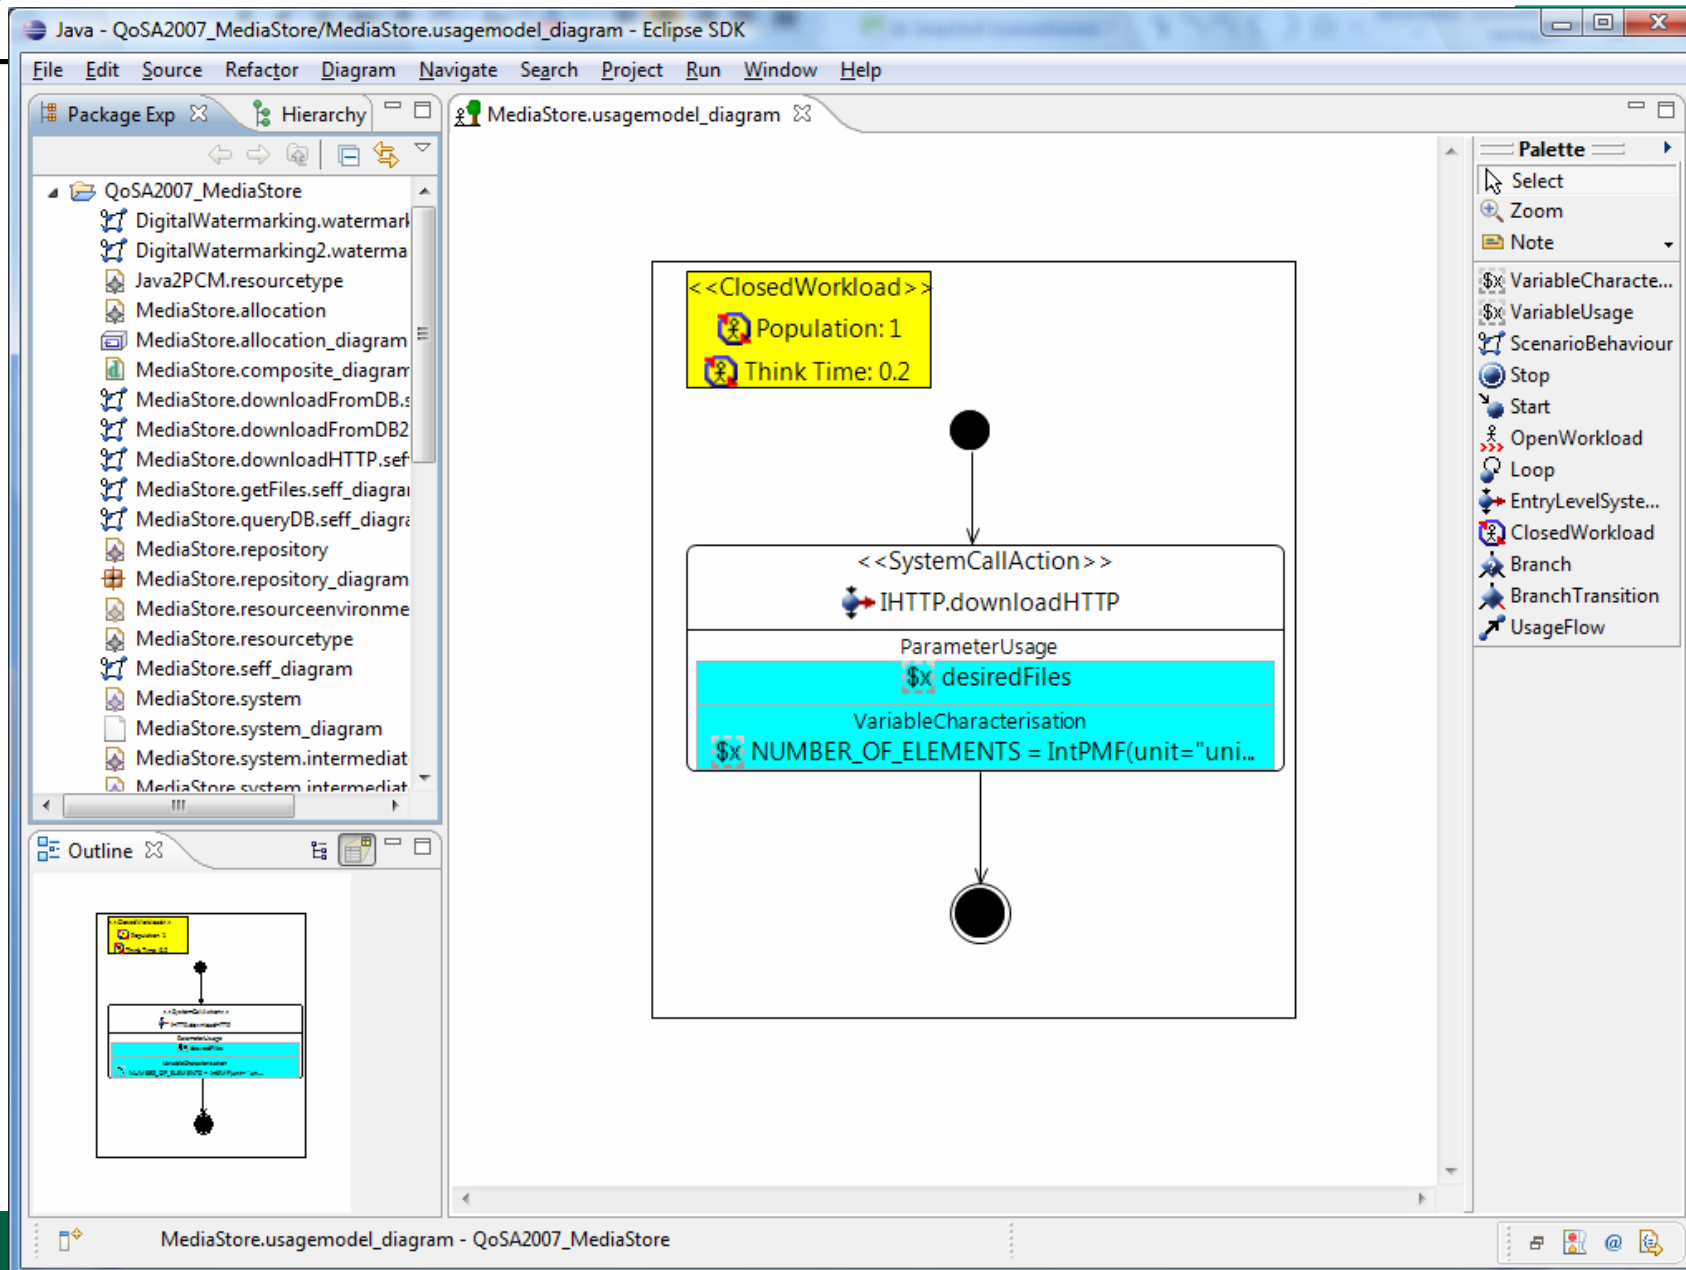 Java - QoSA2007_MediaStore/MediaStore.usagemodel_diagram - Eclipse SDK
File Edit Source Refactor Diagram Navigate Search Project Run Window Help
Package Exp
Hierarchy
QoSA2007_MediaStore
DigitalWatermarking.watermark
DigitalWatermarking2.waterma
Java2PCM.resourcetype
MediaStore.allocation
MediaStore.allocation_diagram
MediaStore.composite_diagram
MediaStore.downloadFromDB.s
MediaStore.downloadFromDB2
MediaStore.downloadHTTP.seff
MediaStore.getFiles.seff_diagra
MediaStore.queryDB.seff_diagra
MediaStore.repository
MediaStore.repository_diagram
MediaStore.resourceenvironme
MediaStore.resourcetype
MediaStore.seff_diagram
MediaStore.system
MediaStore.system_diagram
MediaStore.system.intermediat
MediaStore.system.intermediat
Outline
MediaStore.usagemodel_diagram
<<ClosedWorkload>>
Population: 1
Think Time: 0.2
<<SystemCallAction>>
IHTTP.downloadHTTP
ParameterUsage
$x desiredFiles
VariableCharacterisation
$x NUMBER_OF_ELEMENTS = IntPMF(unit="uni...
Palette
Select
Zoom
Note
$x VariableCharacte...
$x VariableUsage
ScenarioBehaviour
Stop
Start
OpenWorkload
Loop
EntryLevelSyste...
ClosedWorkload
Branch
BranchTransition
UsageFlow
MediaStore.usagemodel_diagram - QoSA2007_MediaStore